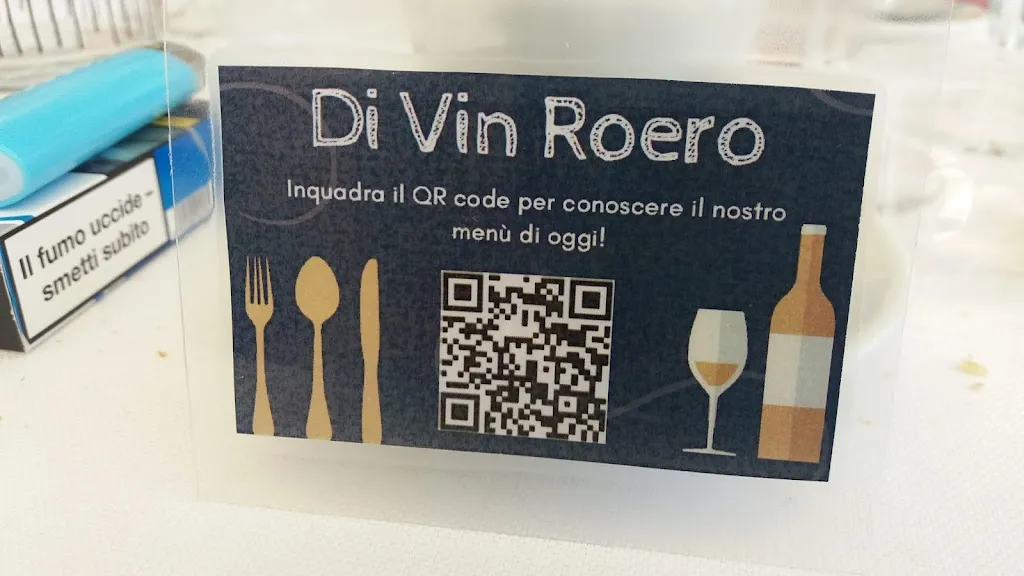 Di Vin Roero
Inquadra il QR code per conoscere il nostro
menù di oggi!
Il fumo uccide -
smetti subito